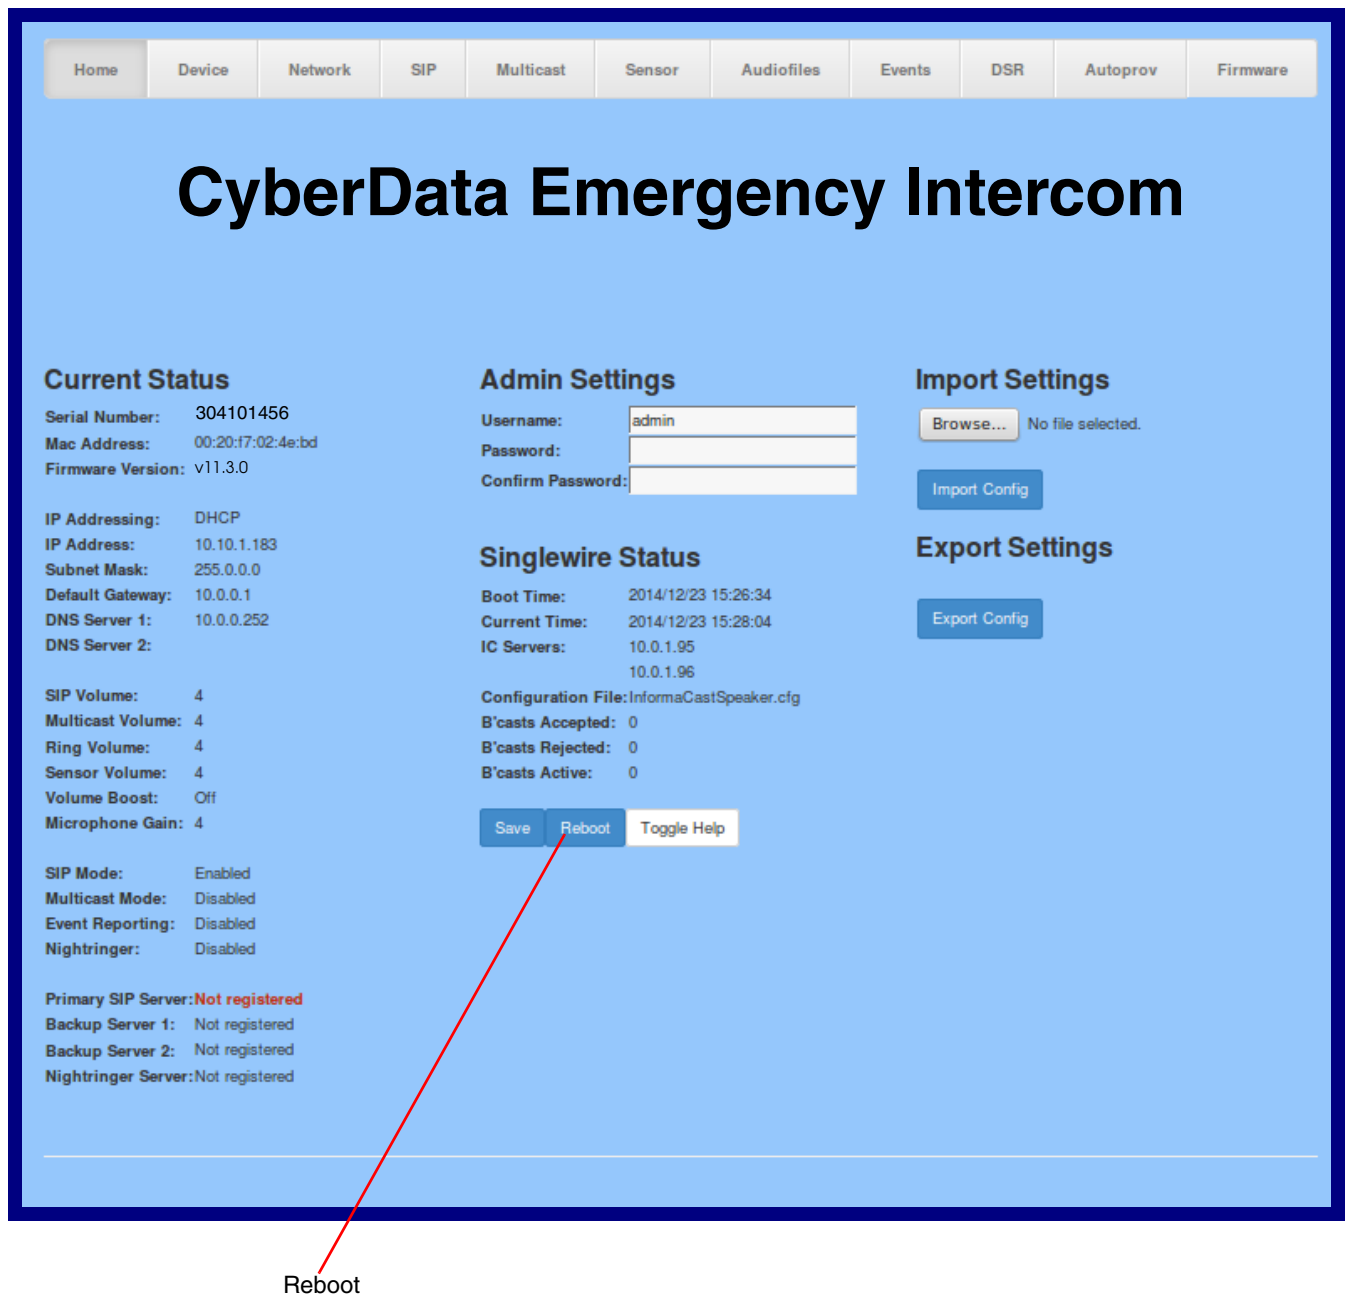 Home Device Network SIP Multicast Sensor Audiofiles Events DSR Autoprov Firmware
CyberData Emergency Intercom
Current Status
Serial Number: 304101456
Mac Address: 00:20:f7:02:4e:bd
Firmware Version: v11.3.0
IP Addressing: DHCP
IP Address: 10.10.1.183
Subnet Mask: 255.0.0.0
Default Gateway: 10.0.0.1
DNS Server 1: 10.0.0.252
DNS Server 2:
SIP Volume: 4
Multicast Volume: 4
Ring Volume: 4
Sensor Volume: 4
Volume Boost: Off
Microphone Gain: 4
SIP Mode: Enabled
Multicast Mode: Disabled
Event Reporting: Disabled
Nightringer: Disabled
Primary SIP Server: Not registered
Backup Server 1: Not registered
Backup Server 2: Not registered
Nightringer Server: Not registered
Admin Settings
Username: admin
Password:
Confirm Password:
Singlewire Status
Boot Time: 2014/12/23 15:26:34
Current Time: 2014/12/23 15:28:04
IC Servers: 10.0.1.95
10.0.1.96
Configuration File: InformaCastSpeaker.cfg
B'casts Accepted: 0
B'casts Rejected: 0
B'casts Active: 0
Save Reboot Toggle Help
Import Settings
Browse... No file selected.
Import Config
Export Settings
Export Config
Reboot